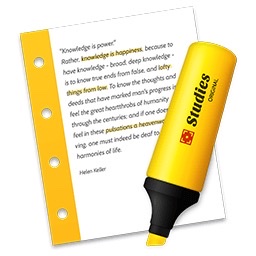 "Knowledge is power."
Rather, knowledge is happiness, because to
have knowledge - broad, deep knowledge -
is to know true ends from false, and lofty
things from low. To know the thoughts and
deeds that have marked man's progress is
feel the great heartthrobs of humanity
through the centuries; and if one does
feel in these pulsations a heavenw
ving, one must indeed be deaf to
harmonies of life.
Helen Keller
Studies
ORIGINAL